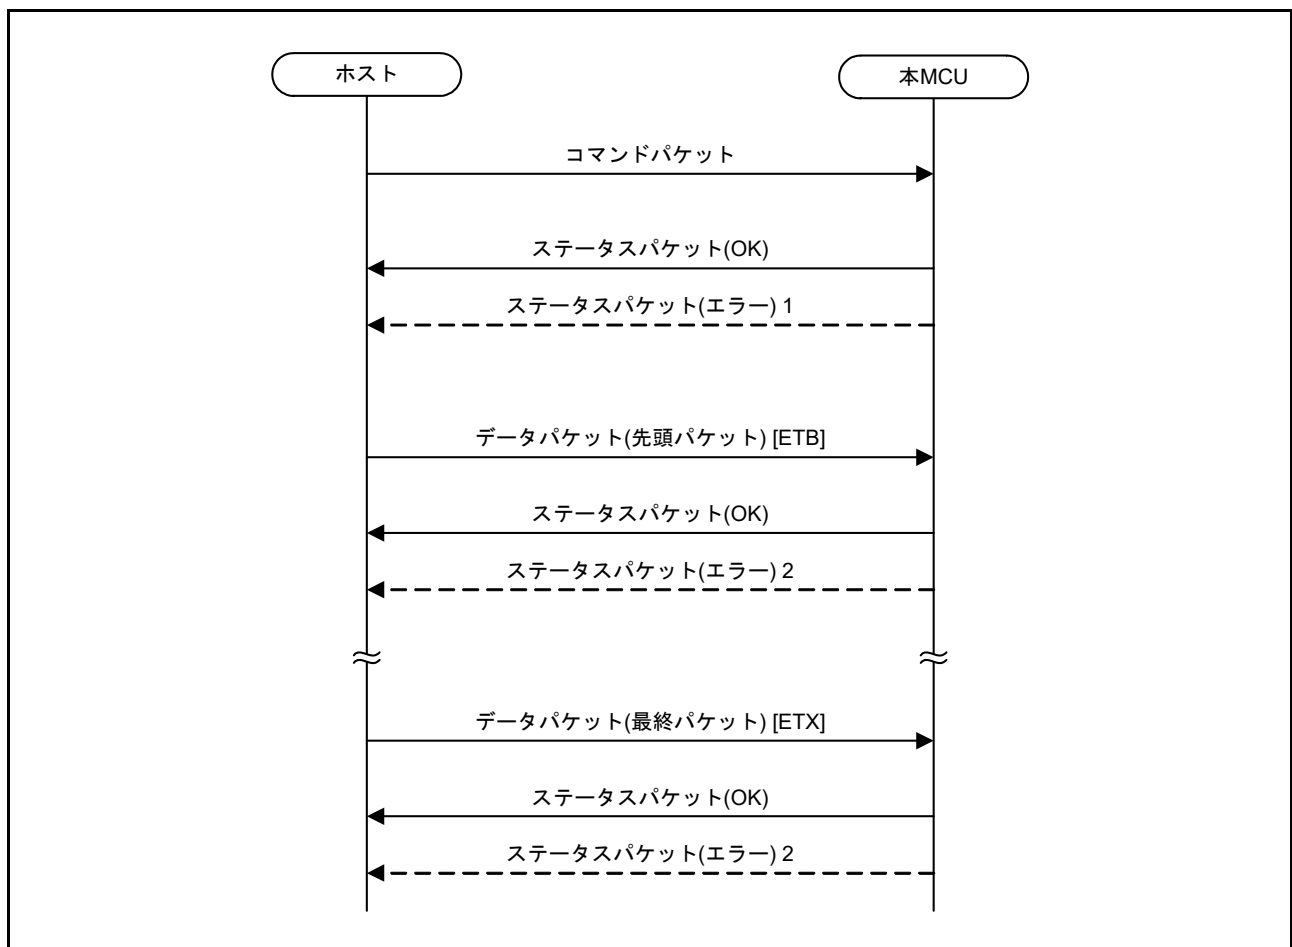 ホスト
本MCU
コマンドパケット
ステータスパケット(OK)
ステータスパケット(エラー) 1
データパケット(先頭パケット) [ETB]
ステータスパケット(OK)
ステータスパケット(エラー) 2
データパケット(最終パケット) [ETX]
ステータスパケット(OK)
ステータスパケット(エラー) 2